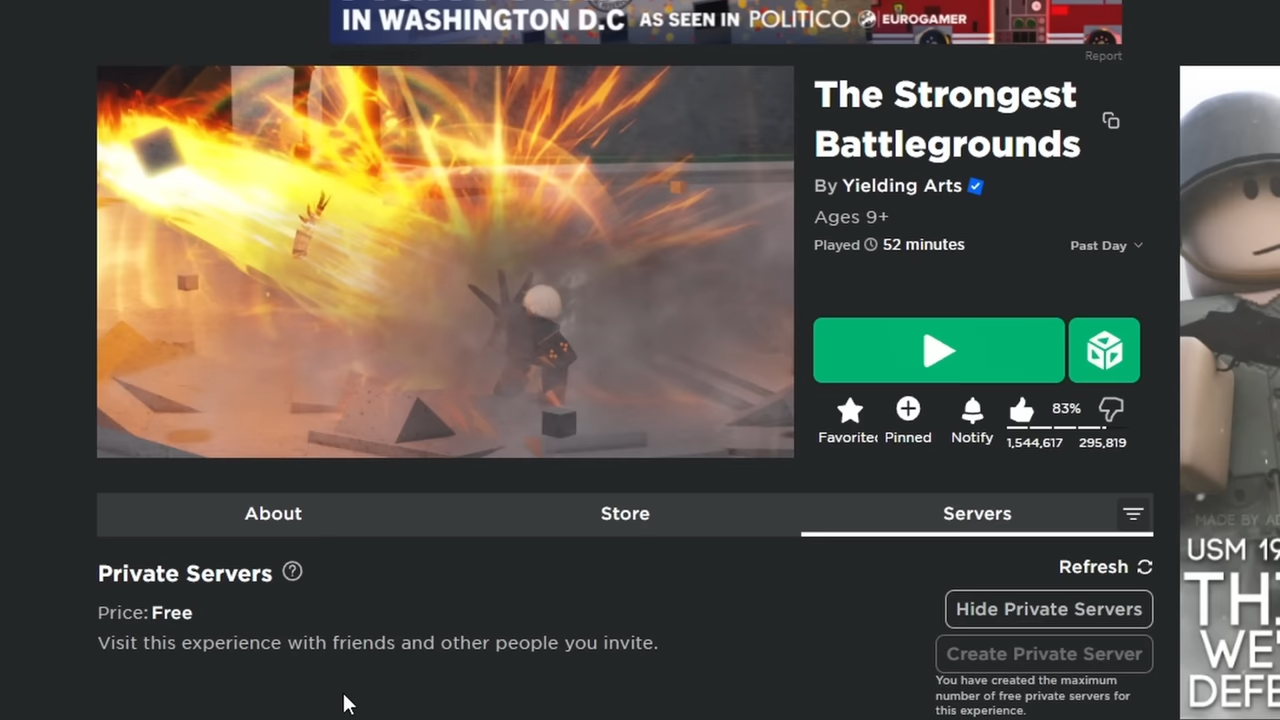 IN WASHINGTON D.C AS SEEN IN POLITICO EUROGAMER
Report
The Strongest
Battlegrounds
By Yielding Arts
Ages 9+
Played 52 minutes Past Day
Favorited Pinned Notify 83%
1,544,617 295,819
About Store Servers
Private Servers
Refresh
Price: Free
Hide Private Servers
Visit this experience with friends and other people you invite.
Create Private Server
You have created the maximum
number of free private servers for
this experience.
MADE BY
USM 19
WE'
DEFE